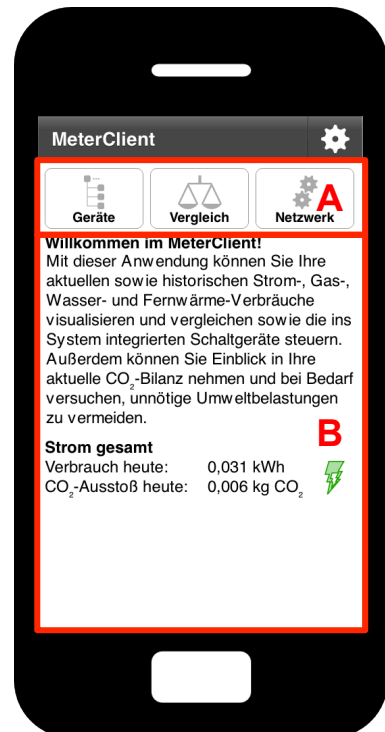 MeterClient
Geräte
Vergleich
Netzwerk
A
Willkommen im MeterClient!
Mit dieser Anwendung können Sie Ihre
aktuellen sowie historischen Strom-, Gas-,
Wasser- und Fernwärme-Verbräuche
visualisieren und vergleichen sowie die ins
System integrierten Schaltgeräte steuern.
Außerdem können Sie Einblick in Ihre
aktuelle CO₂-Bilanz nehmen und bei Bedarf
versuchen, unnötige Umweltbelastungen
zu vermeiden.
B
Strom gesamt
Verbrauch heute: 0,031 kWh
CO₂-Ausstoß heute: 0,006 kg CO₂